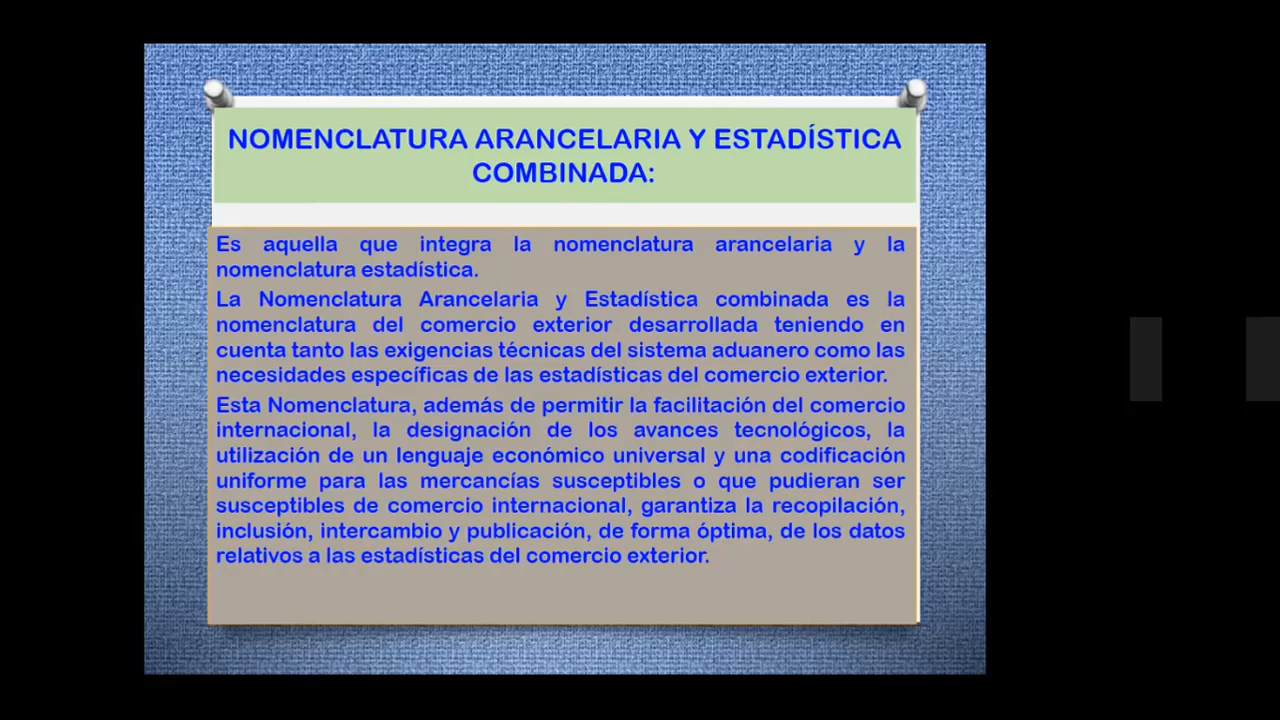 NOMENCLATURA ARANCELARIA Y ESTADÍSTICA
COMBINADA:
Es aquella que integra la nomenclatura arancelaria y la
nomenclatura estadística.
La Nomenclatura Arancelaria y Estadística combinada es la
nomenclatura del comercio exterior desarrollada teniendo en
cuenta tanto las exigencias técnicas del sistema aduanero como las
necesidades específicas de las estadísticas del comercio exterior.
Esta Nomenclatura, además de permitir la facilitación del comercio
internacional, la designación de los avances tecnológicos, la
utilización de un lenguaje económico universal y una codificación
uniforme para las mercancías susceptibles o que pudieran ser
susceptibles de comercio internacional, garantiza la recopilación,
inclusión, intercambio y publicación, de forma óptima, de los datos
relativos a las estadísticas del comercio exterior.